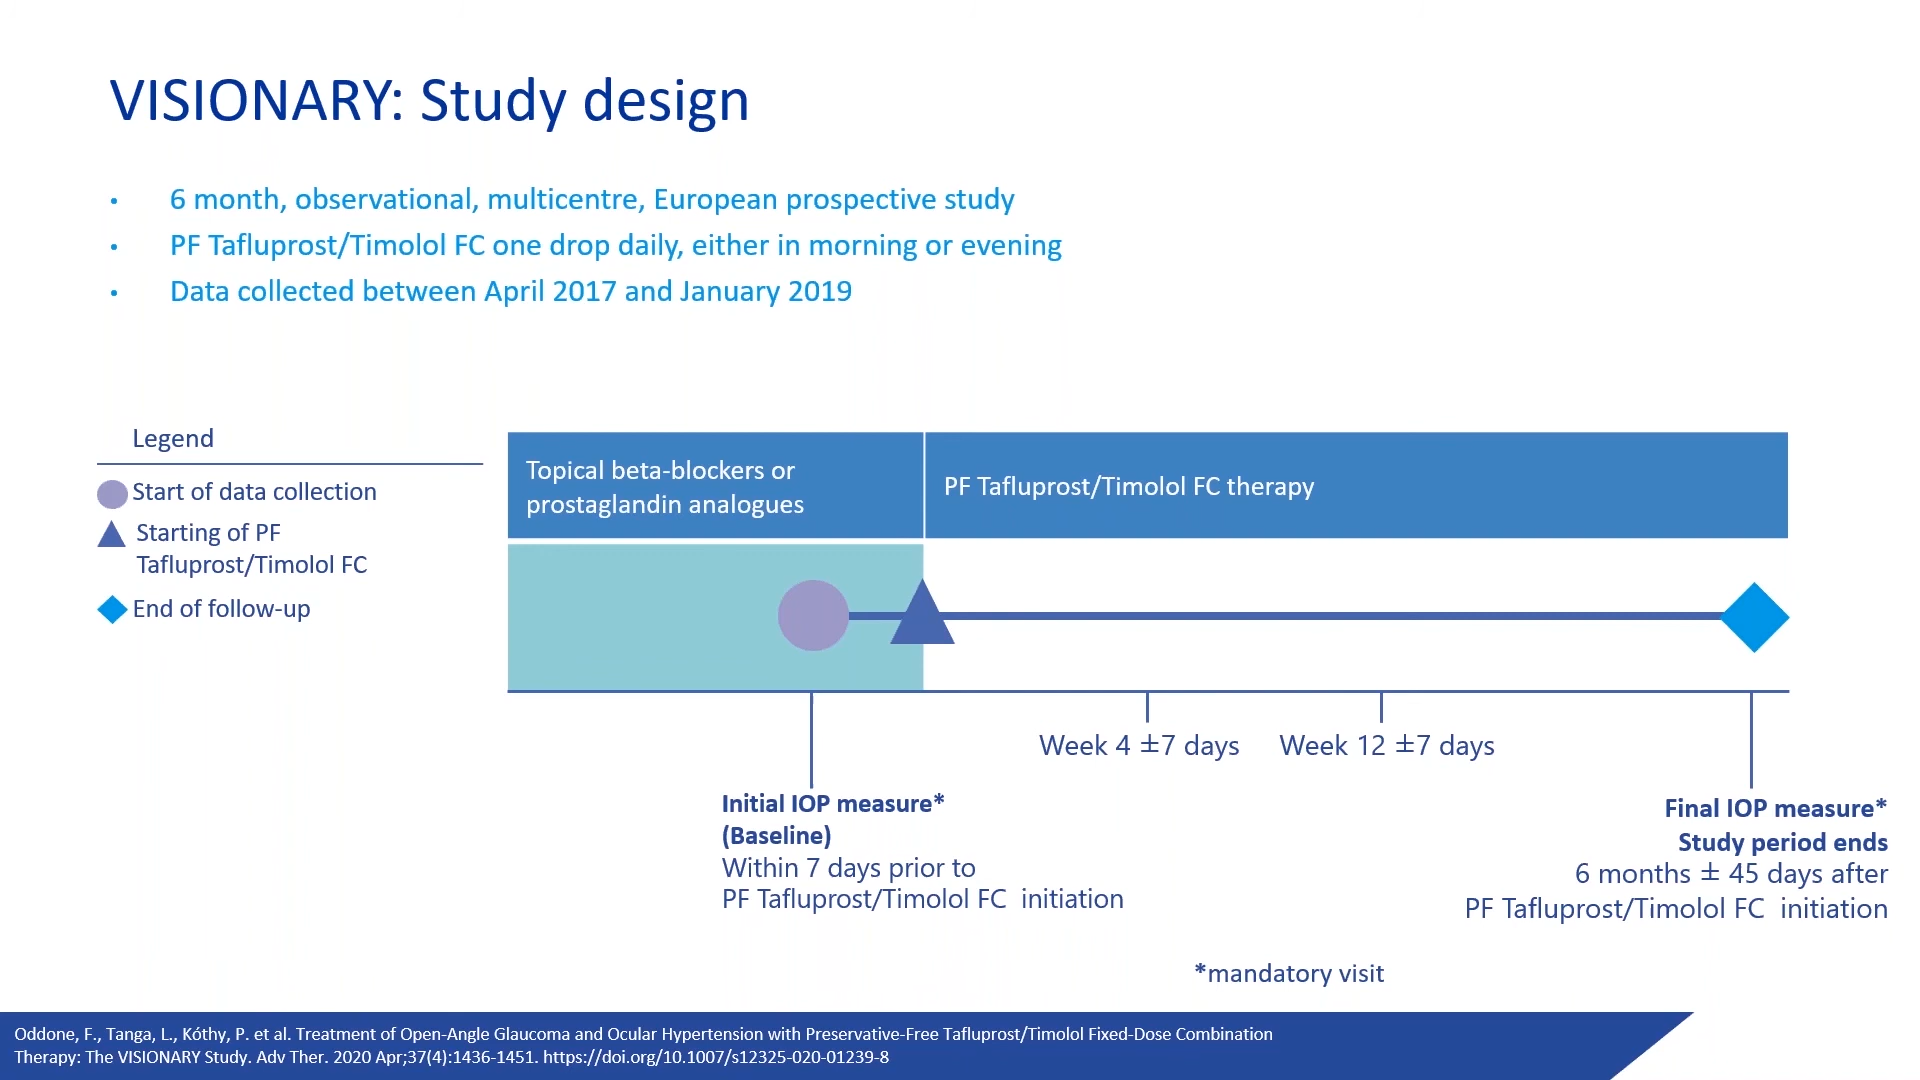 VISIONARY: Study design
• 6 month, observational, multicentre, European prospective study
• PF Tafluprost/Timolol FC one drop daily, either in morning or evening
• Data collected between April 2017 and January 2019
Legend
Start of data collection
Starting of PF
Tafluprost/Timolol FC
End of follow-up
Topical beta-blockers or
prostaglandin analogues
PF Tafluprost/Timolol FC therapy
Week 4 ±7 days
Week 12 ±7 days
Initial IOP measure*
(Baseline)
Within 7 days prior to
PF Tafluprost/Timolol FC initiation
Final IOP measure*
Study period ends
6 months ± 45 days after
PF Tafluprost/Timolol FC initiation
*mandatory visit
Oddone, F., Tanga, L., Kóthy, P. et al. Treatment of Open-Angle Glaucoma and Ocular Hypertension with Preservative-Free Tafluprost/Timolol Fixed-Dose Combination
Therapy: The VISIONARY Study. Adv Ther. 2020 Apr;37(4):1436-1451. https://doi.org/10.1007/s12325-020-01239-8